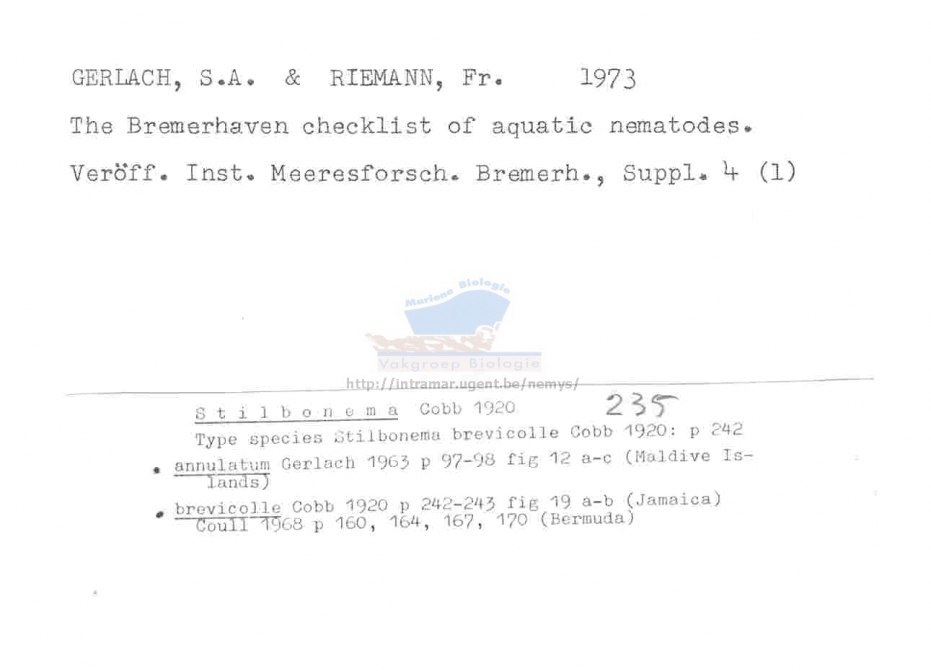 GERLACH, S.A. & RIEMANN, Fr. 1973
The Bremerhaven checklist of aquatic nematodes.
Veröff. Inst. Meeresforsch. Bremerh., Suppl. 4 (1)
Mariene Biologie
Vakgroep Biologie
http://intramar.ugent.be/nemys/
Stilbonema Cobb 1920 235
Type species Stilbonema brevicolle Cobb 1920: p 242
• annulatum Gerlach 1963 p 97-98 fig 12 a-c (Maldive Is-
lands)
• brevicolle Cobb 1920 p 242-243 fig 19 a-b (Jamaica)
Coull 1968 p 160, 164, 167, 170 (Bermuda)